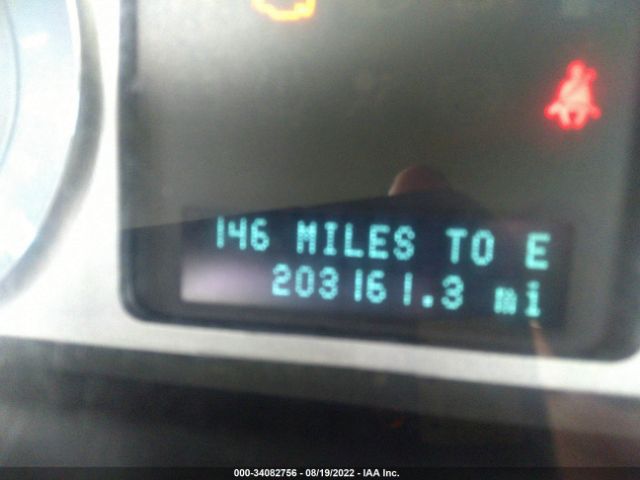 146 MILES TO E
203161.3 mi
000-34082756 - 08/19/2022 - IAA Inc.